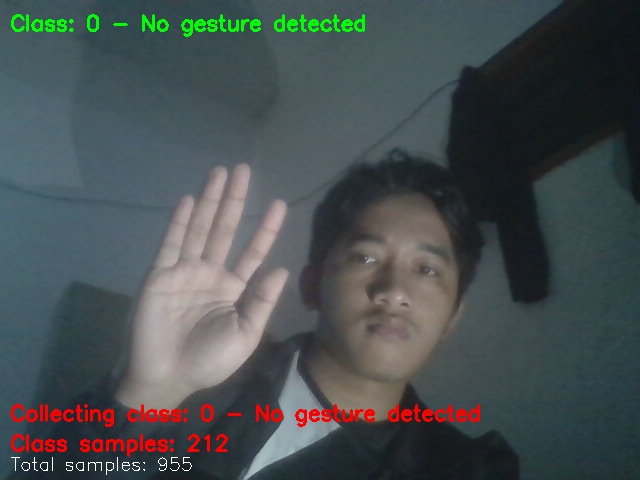 Class: 0 - No gesture detected
Collecting class: 0 - No gesture detected
Class samples: 212
Total samples: 955